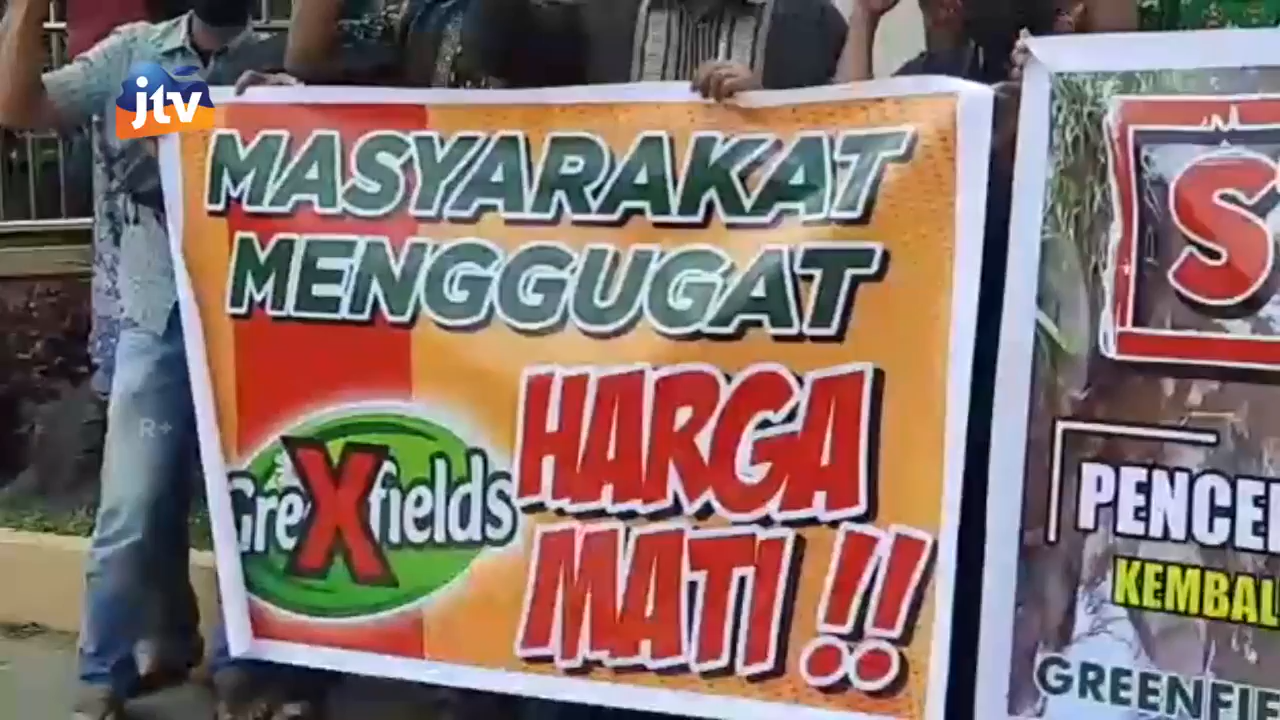 jtv
MASYARAKAT
MENGGUGAT
GreXfields
HARGA
MATI !!
R+
S
PENCE
KEMBAL
GREENFIE